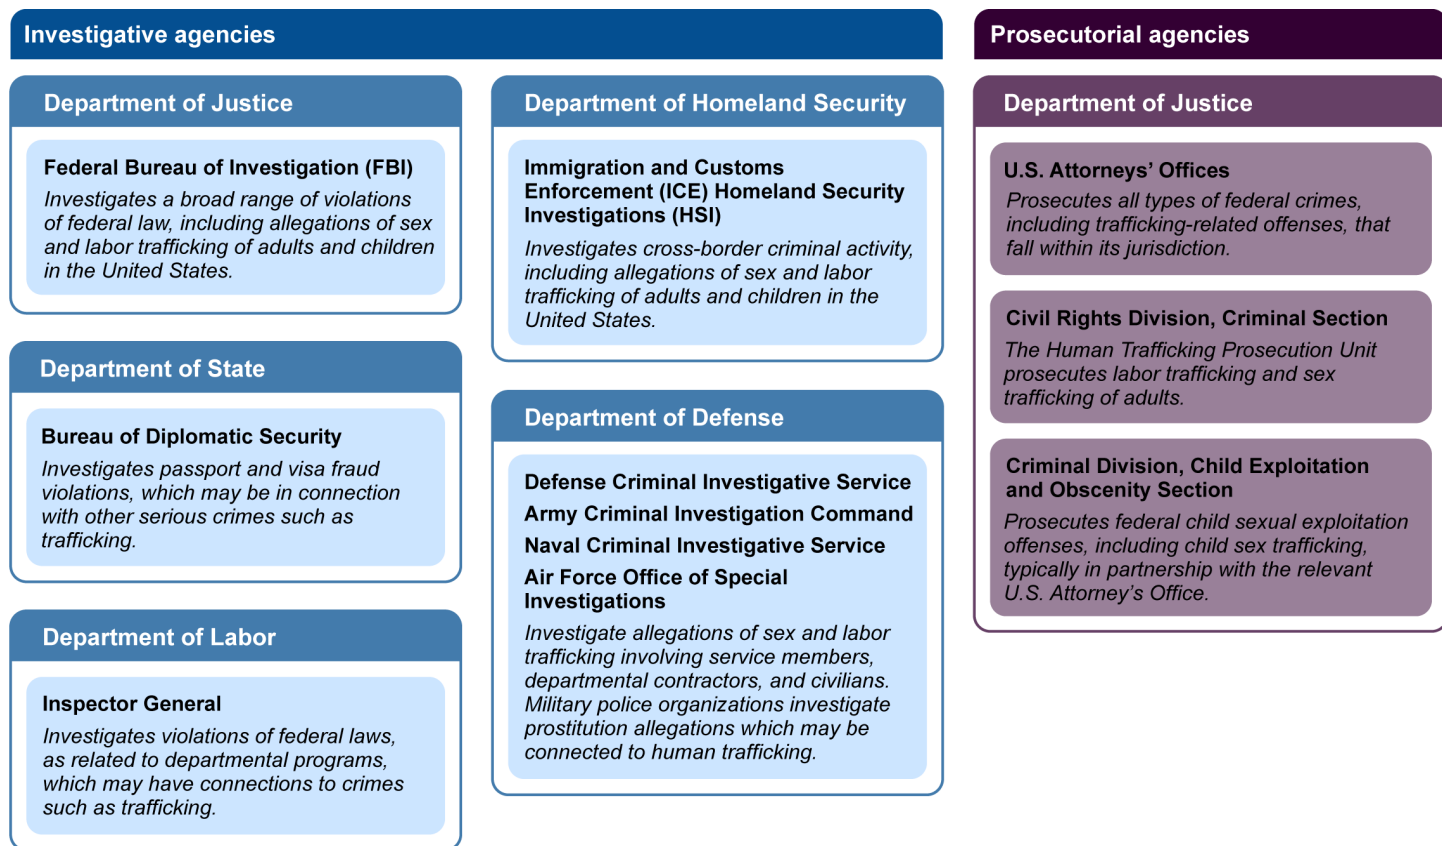 Investigative agencies
Department of Justice
Federal Bureau of Investigation (FBI)
Investigates a broad range of violations
of federal law, including allegations of sex
and labor trafficking of adults and children
in the United States.
Department of State
Bureau of Diplomatic Security
Investigates passport and visa fraud
violations, which may be in connection
with other serious crimes such as
trafficking.
Department of Labor
Inspector General
Investigates violations of federal laws,
as related to departmental programs,
which may have connections to crimes
such as trafficking.
Department of Homeland Security
Immigration and Customs
Enforcement (ICE) Homeland Security
Investigations (HSI)
Investigates cross-border criminal activity,
including allegations of sex and labor
trafficking of adults and children in the
United States.
Department of Defense
Defense Criminal Investigative Service
Army Criminal Investigation Command
Naval Criminal Investigative Service
Air Force Office of Special
Investigations
Investigate allegations of sex and labor
trafficking involving service members,
departmental contractors, and civilians.
Military police organizations investigate
prostitution allegations which may be
connected to human trafficking.
Prosecutorial agencies
Department of Justice
U.S. Attorneys’ Offices
Prosecutes all types of federal crimes,
including trafficking-related offenses, that
fall within its jurisdiction.
Civil Rights Division, Criminal Section
The Human Trafficking Prosecution Unit
prosecutes labor trafficking and sex
trafficking of adults.
Criminal Division, Child Exploitation
and Obscenity Section
Prosecutes federal child sexual exploitation
offenses, including child sex trafficking,
typically in partnership with the relevant
U.S. Attorney’s Office.